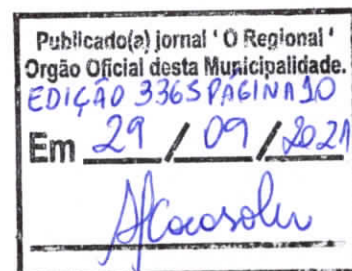 Publicado(a) jornal ' O Regional '
Orgão Oficial desta Municipalidade.
EDIÇÃO 3365 PÁGINA 10
Em 29 / 09 / 2021